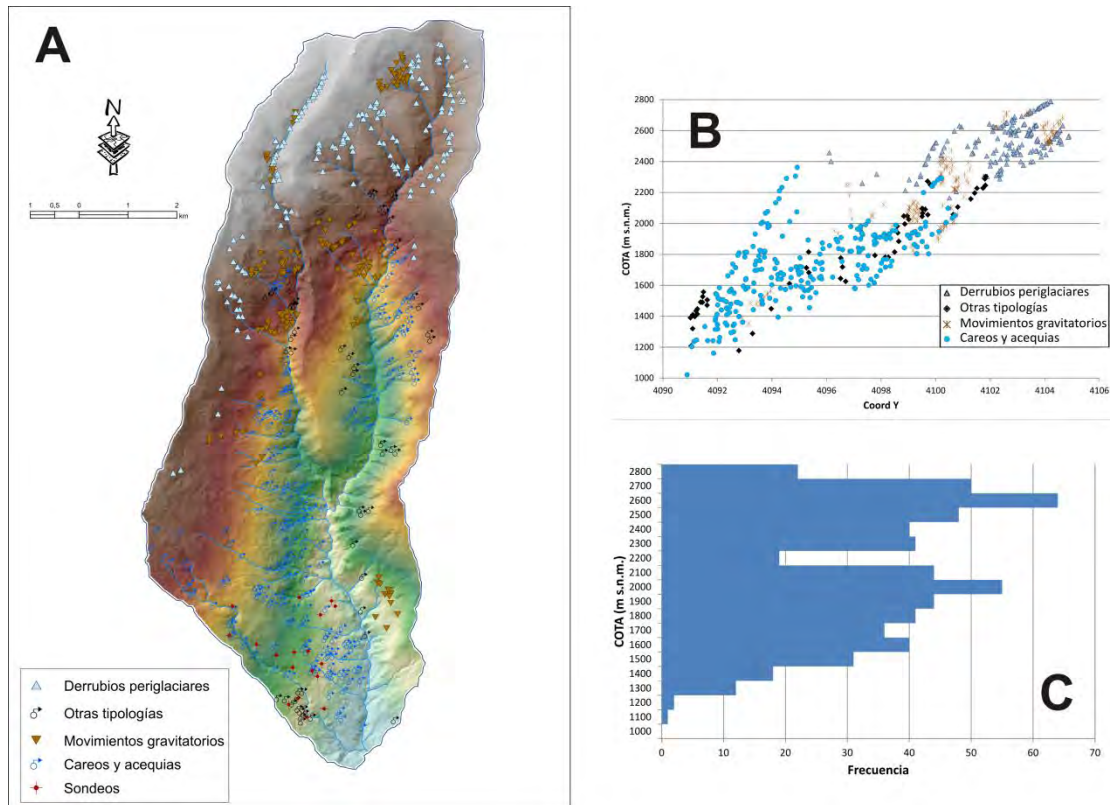 A
N
1 0,5 0 1 2
km
Derrubios periglaciares
Otras tipologías
Movimientos gravitatorios
Careos y acequias
Sondeos
B
COTA (m s.n.m.)
2800
2600
2400
2200
2000
1800
1600
1400
1200
1000
4090 4092 4094 4096 4098 4100 4102 4104 4106
Coord Y
Derrubios periglaciares
Otras tipologías
Movimientos gravitatorios
Careos y acequias
C
COTA (m s.n.m.)
2800
2700
2600
2500
2400
2300
2200
2100
2000
1900
1800
1700
1600
1500
1400
1300
1200
1100
1000
0 10 20 30 40 50 60 70
Frecuencia